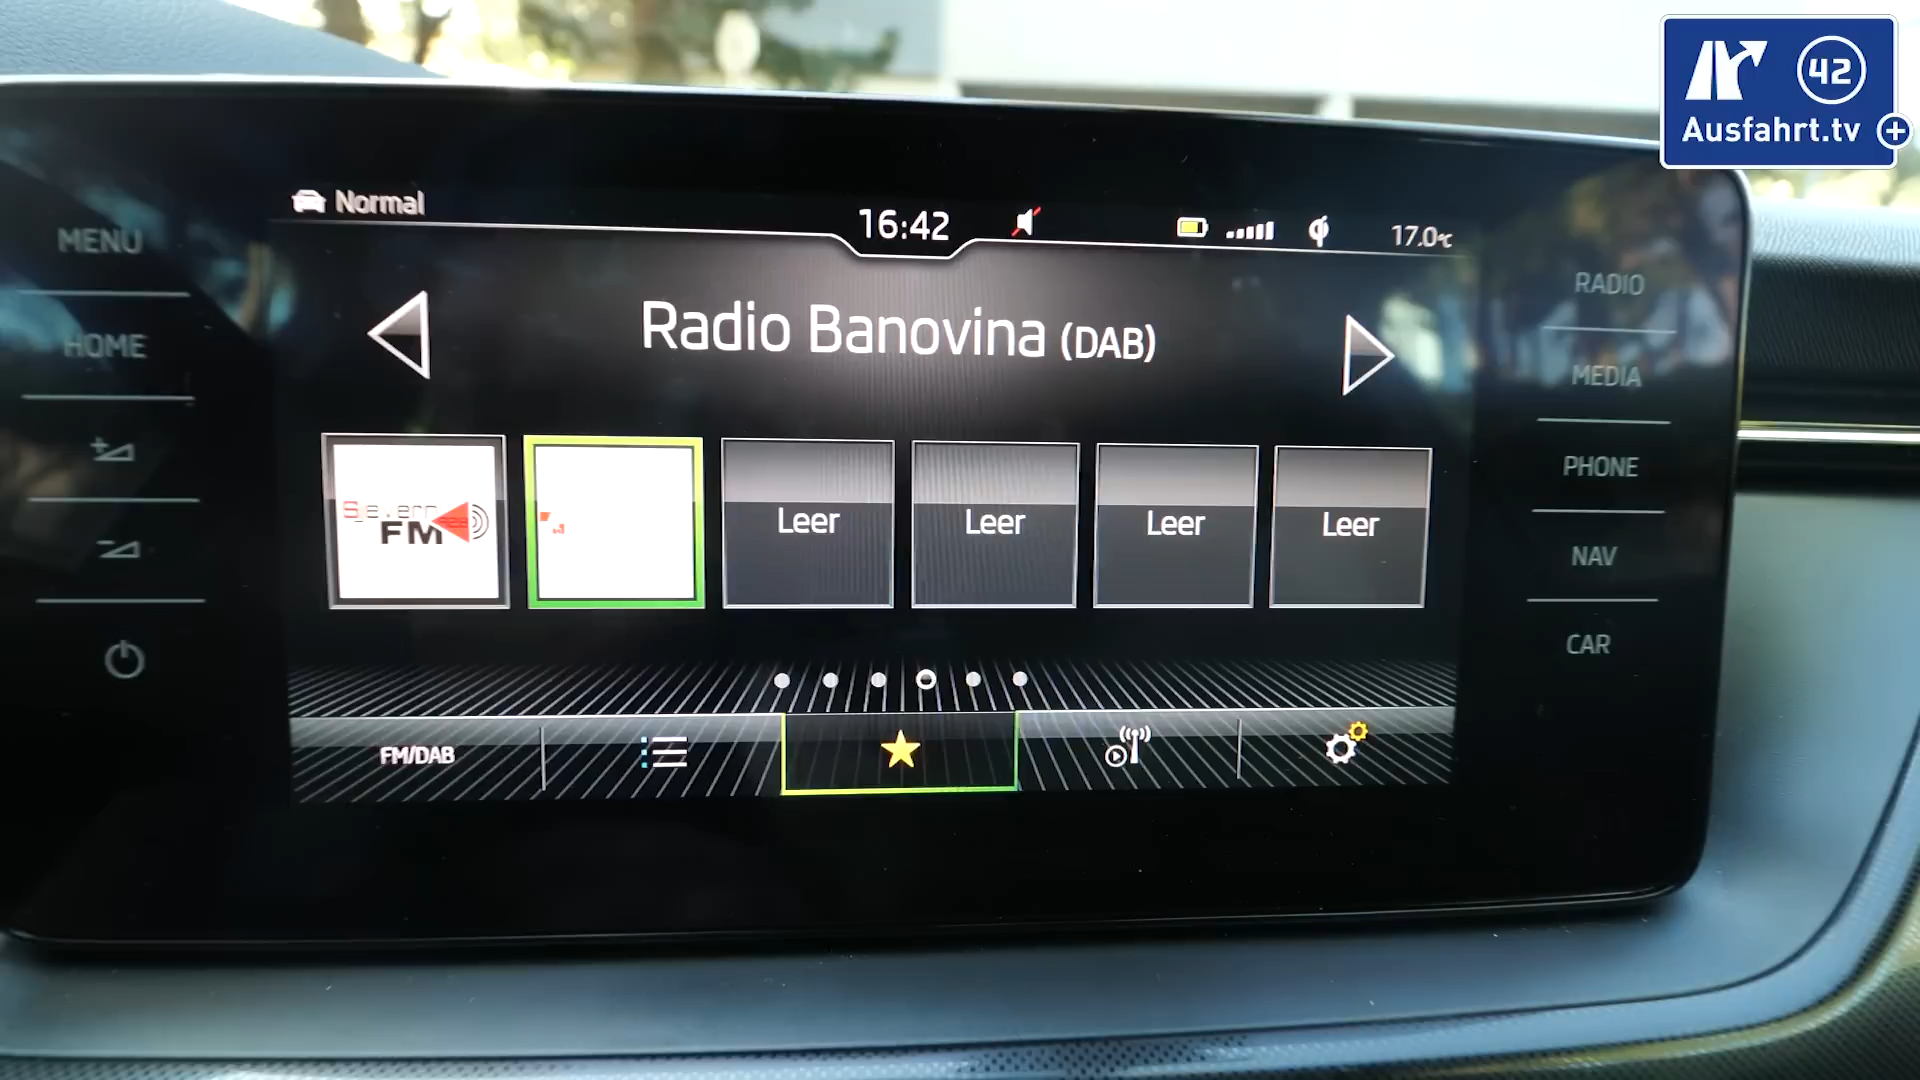 42
Ausfahrt.tv
Normal
16:42
17.0°C
MENU
HOME
RADIO
MEDIA
PHONE
NAV
CAR
Radio Banovina (DAB)
FM
Leer
Leer
Leer
Leer
FM/DAB